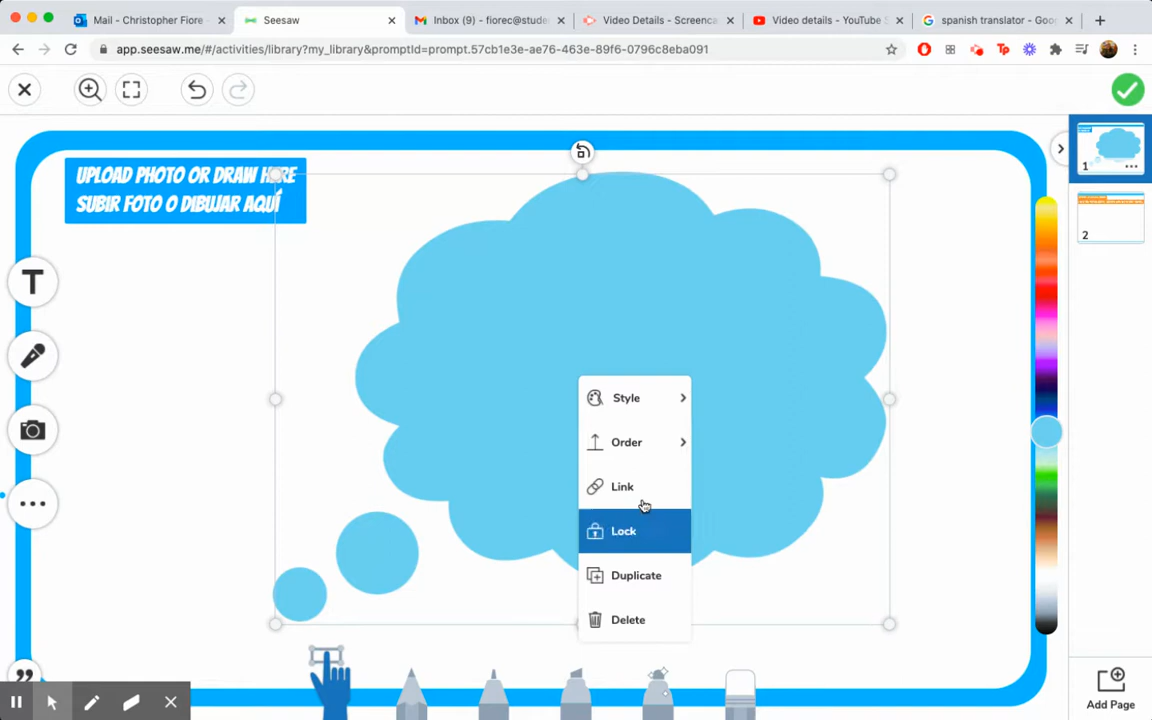 Mail - Christopher Fiore -
Seesaw
Inbox (9) - fiorec@stude
Video Details - Screenca
Video details - YouTube S
spanish translator - Goo
app.seesaw.me/#/activities/library?my_library&promptId=prompt.57cb1e3e-ae76-463e-89f6-0796c8eba091
UPLOAD PHOTO OR DRAW HERE
SUBIR FOTO O DIBUJAR AQUÍ
T
Style
Order
Link
Lock
Duplicate
Delete
1
2
Add Page